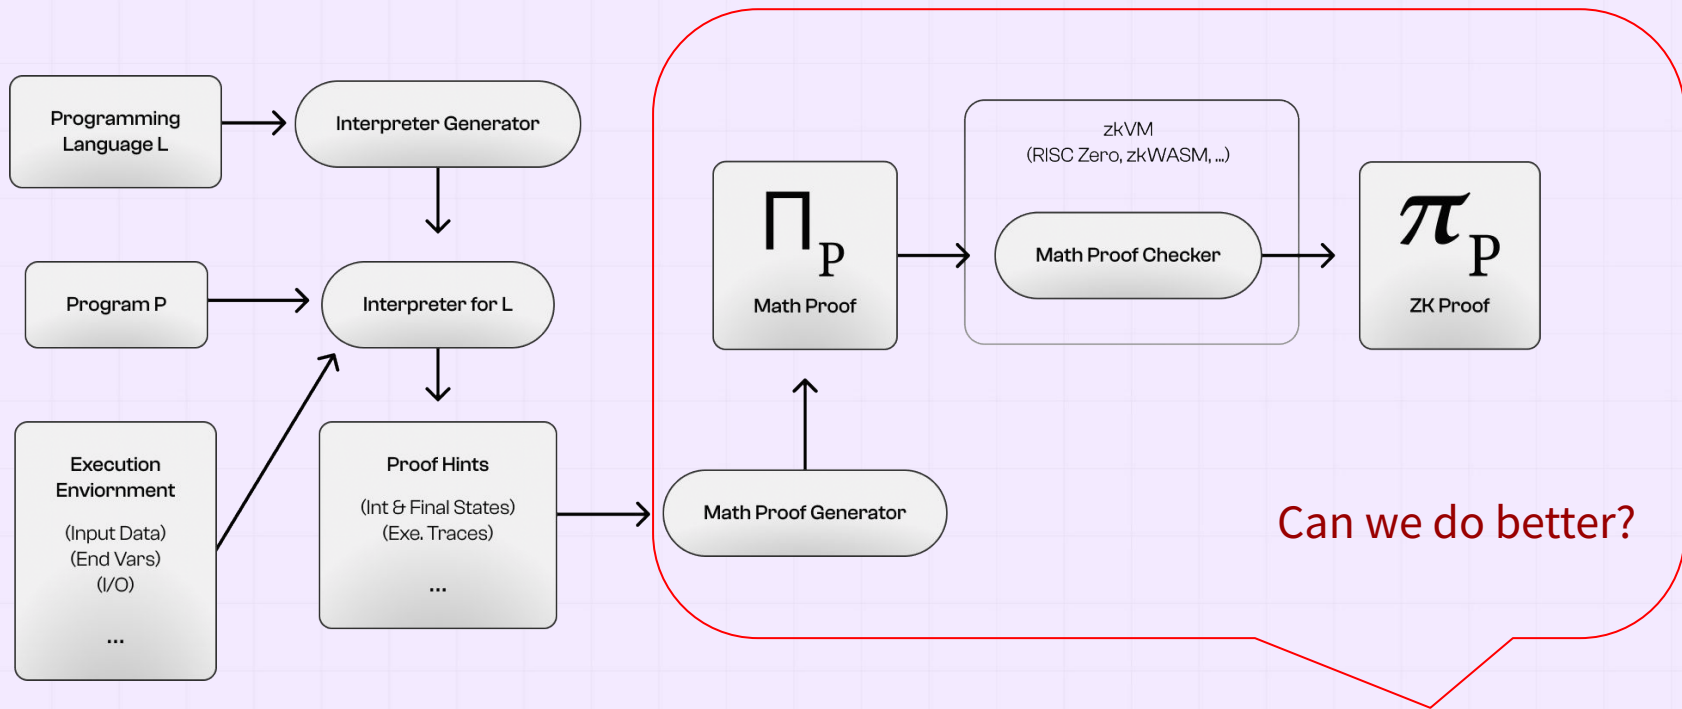 Programming
Language L
Interpreter Generator
Program P
Interpreter for L
Execution
Enviornment
(Input Data)
(End Vars)
(I/O)
...
Proof Hints
(Int & Final States)
(Exe. Traces)
...
Math Proof Generator
Π P
Math Proof
zkVM
(RISC Zero, zkWASM, ...)
Math Proof Checker
π P
ZK Proof
Can we do better?